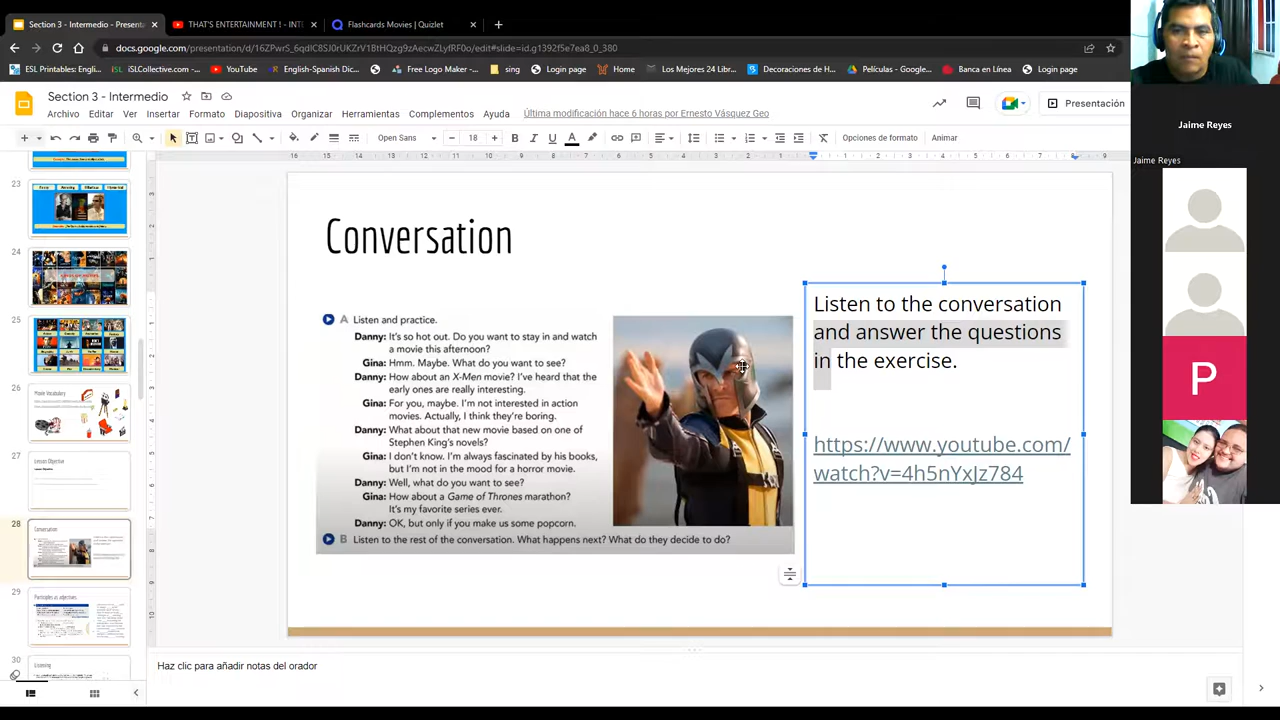 Section 3 - Intermedio - Presenta
THAT'S ENTERTAINMENT ! - INTE
Flashcards Movies | Quizlet
docs.google.com/presentation/d/16ZPwrS_6qdIC8SJ0rUKZrV1BtHQzg9zAecwZLyfRF0o/edit#slide=id.g1392f5e7ea8_0_380
ESL Printables: Engli...
iSLCollective.com -...
YouTube
English-Spanish Dic...
Free Logo Maker -...
sing
Login page
Home
Los Mejores 24 Libr...
Decoraciones de H...
Películas - Google...
Banca en Línea
Login page
Section 3 - Intermedio
Archivo Editar Ver Insertar Formato Diapositiva Organizar Herramientas Complementos Ayuda
Última modificación hace 6 horas por Ernesto Vásquez Geo
Presentación
Open Sans
18
Opciones de formato
Animar
Jaime Reyes
Jaime Reyes
P
23
24
25
26
Movie Vocabulary
27
Lesson Objective
28
Conversation
29
Participles as adjectives
30
Listening
Conversation
A Listen and practice.
Danny: It's so hot out. Do you want to stay in and watch
a movie this afternoon?
Gina: Hmm. Maybe. What do you want to see?
Danny: How about an X-Men movie? I've heard that the
early ones are really interesting.
Gina: For you, maybe. I'm not interested in action
movies. Actually, I think they're boring.
Danny: What about that new movie based on one of
Stephen King's novels?
Gina: I don't know. I'm always fascinated by his books,
but I'm not in the mood for a horror movie.
Danny: Well, what do you want to see?
Gina: How about a Game of Thrones marathon?
It's my favorite series ever.
Danny: OK, but only if you make us some popcorn.
B Listen to the rest of the conversation. What happens next? What do they decide to do?
Listen to the conversation
and answer the questions
in the exercise.
https://www.youtube.com/
watch?v=4h5nYxJz784
Haz clic para añadir notas del orador